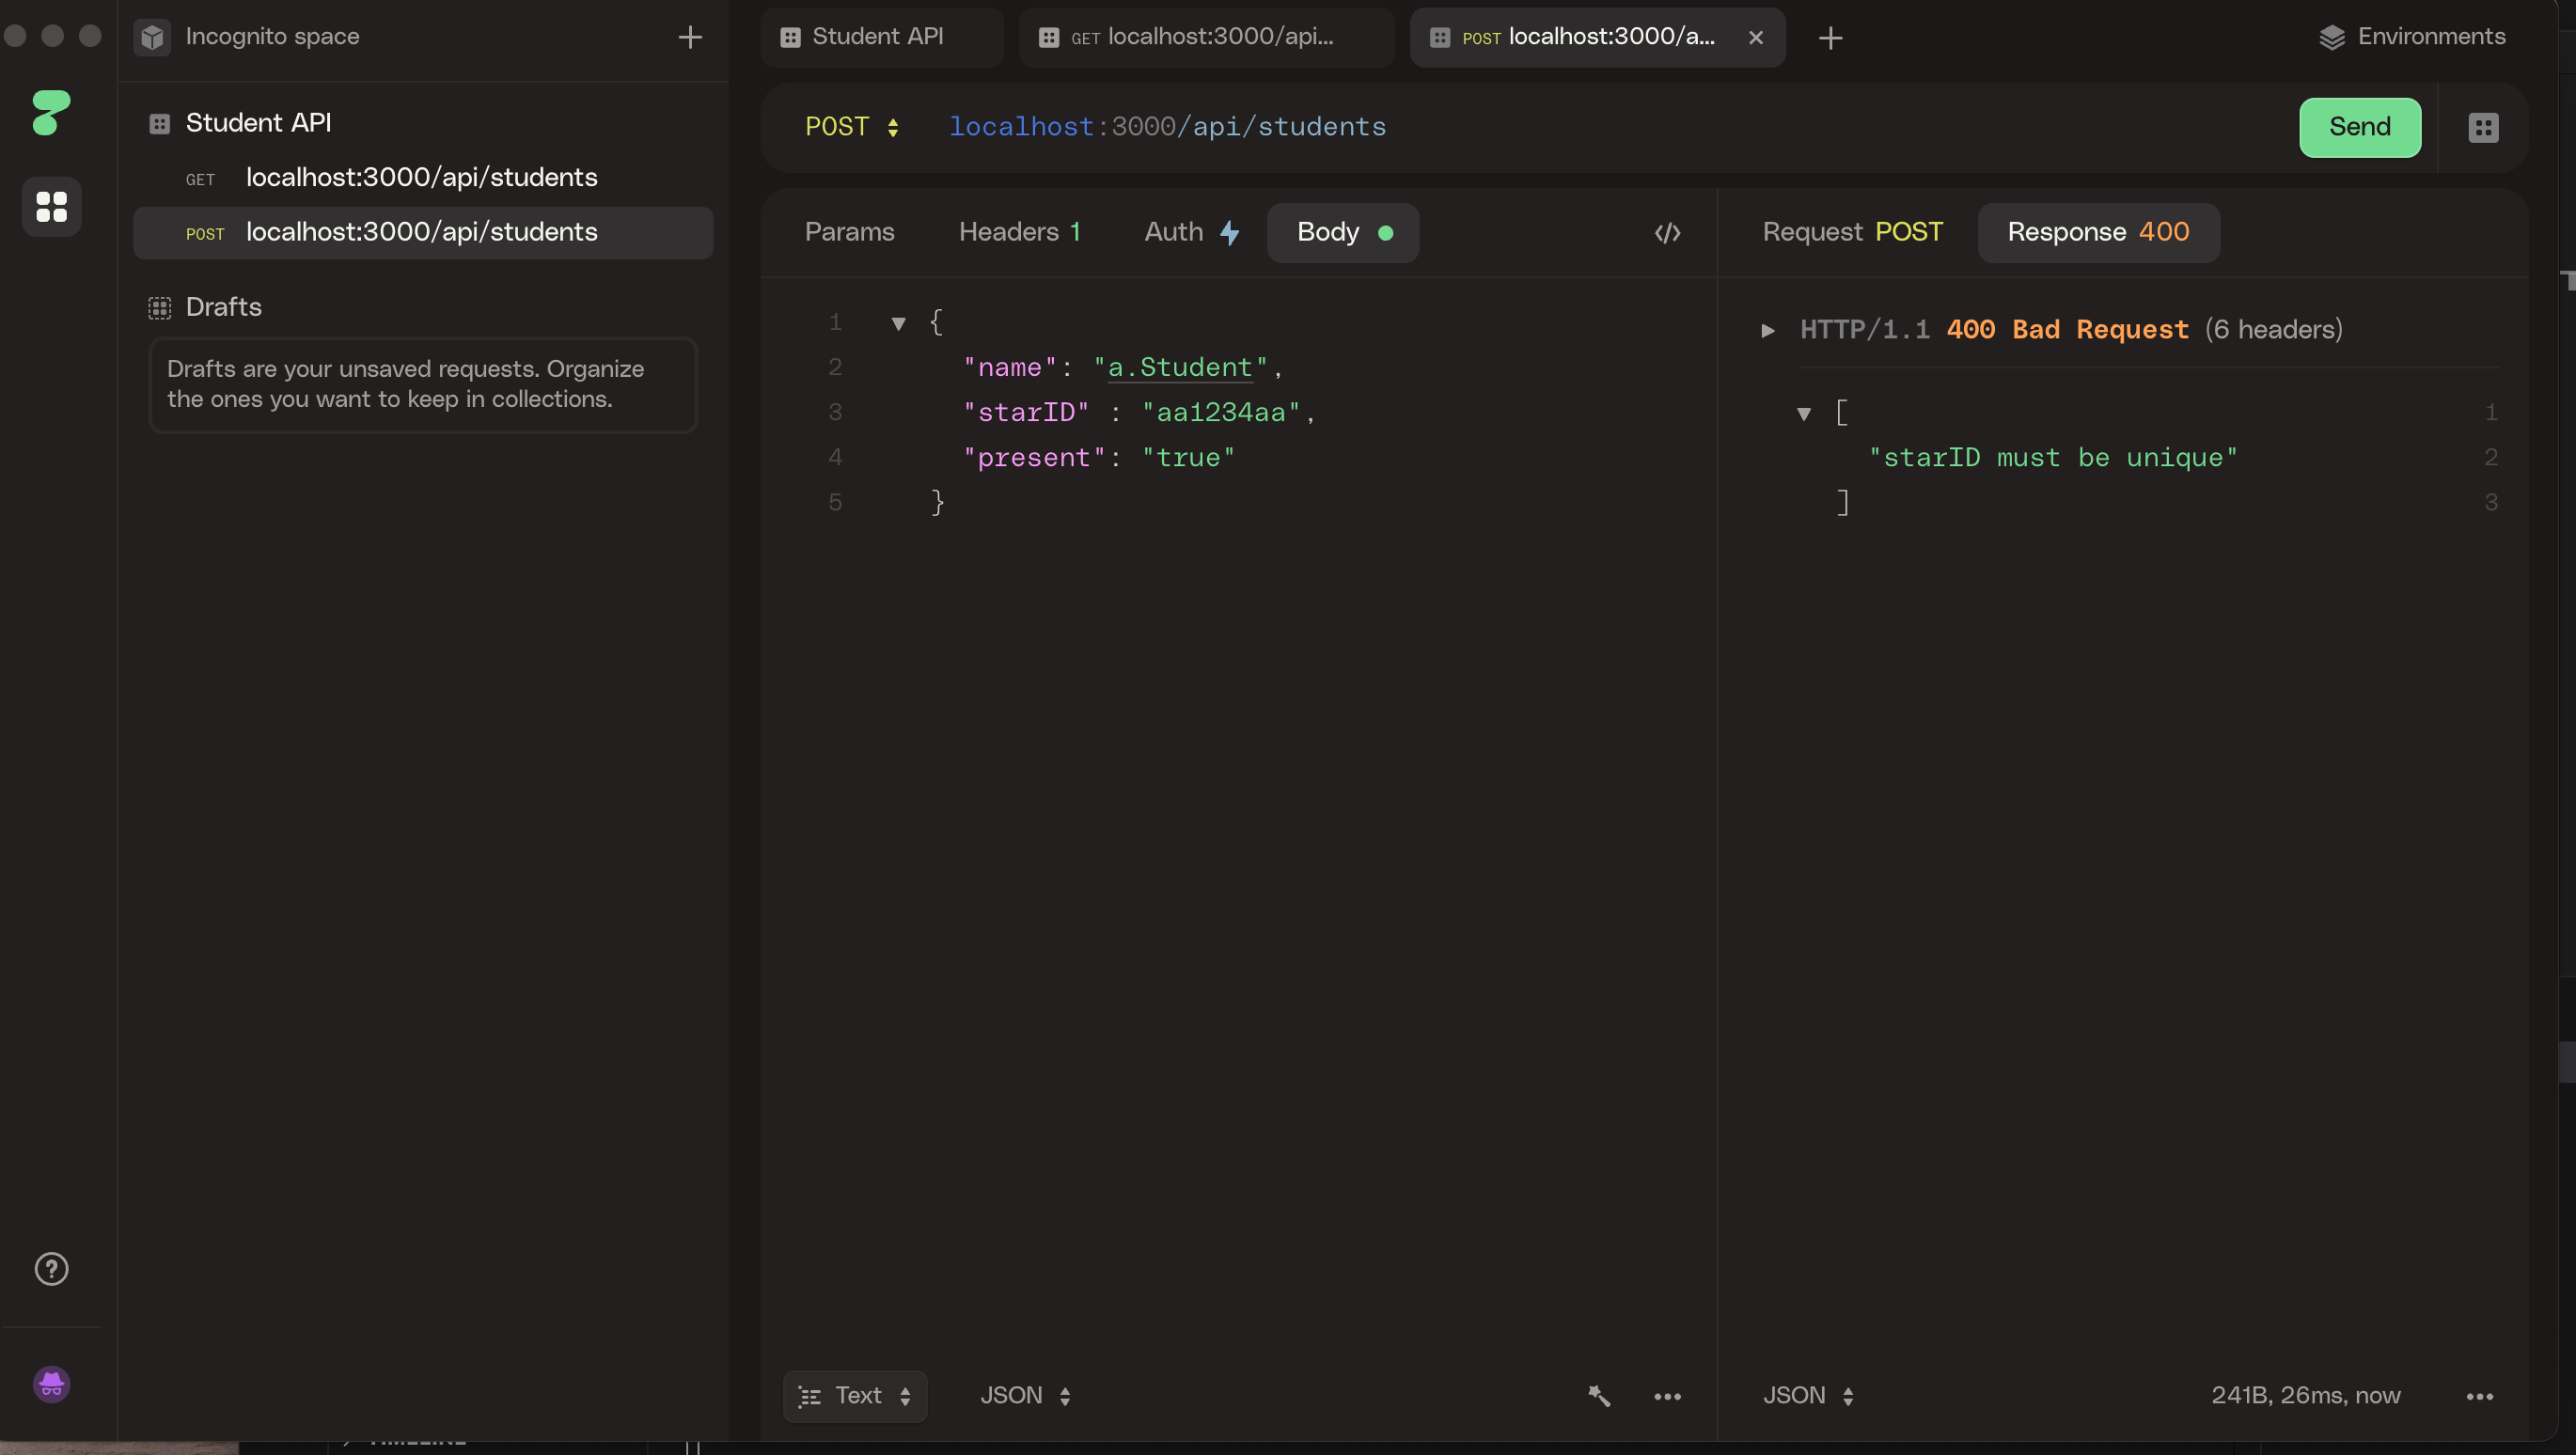 Incognito space
Student API
GET localhost:3000/api/students
POST localhost:3000/api/students
Drafts
Drafts are your unsaved requests. Organize
the ones you want to keep in collections.
Student API
GET localhost:3000/api...
POST localhost:3000/a...
Environments
POST localhost:3000/api/students
Send
Params Headers 1 Auth Body
1 {
2 "name": "a.Student",
3 "starID" : "aa1234aa",
4 "present": "true"
5 }
Text JSON
Request POST Response 400
HTTP/1.1 400 Bad Request (6 headers)
[ 1
"starID must be unique" 2
] 3
JSON 241B, 26ms, now